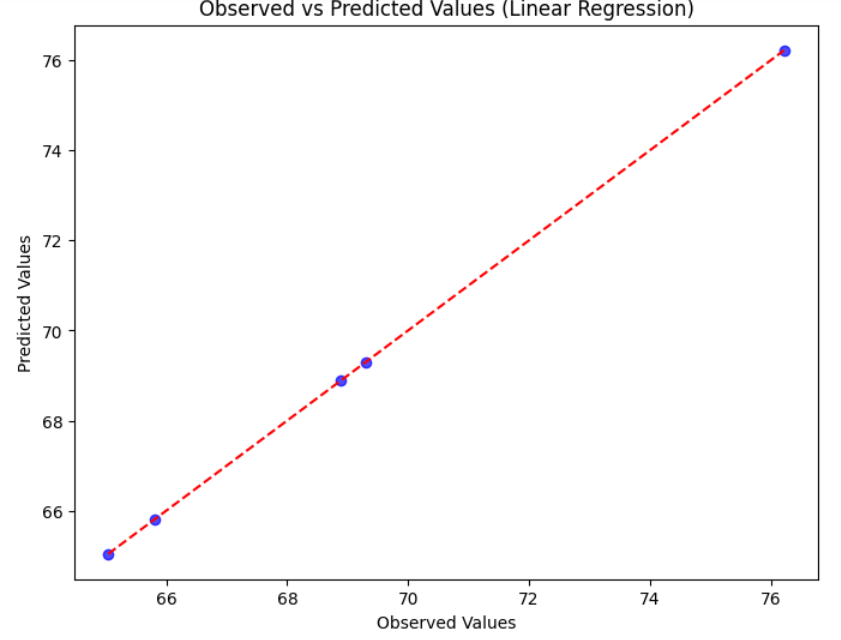 Observed vs Predicted Values (Linear Regression)
76
74
72
70
68
66
Predicted Values
66 68 70 72 74 76
Observed Values